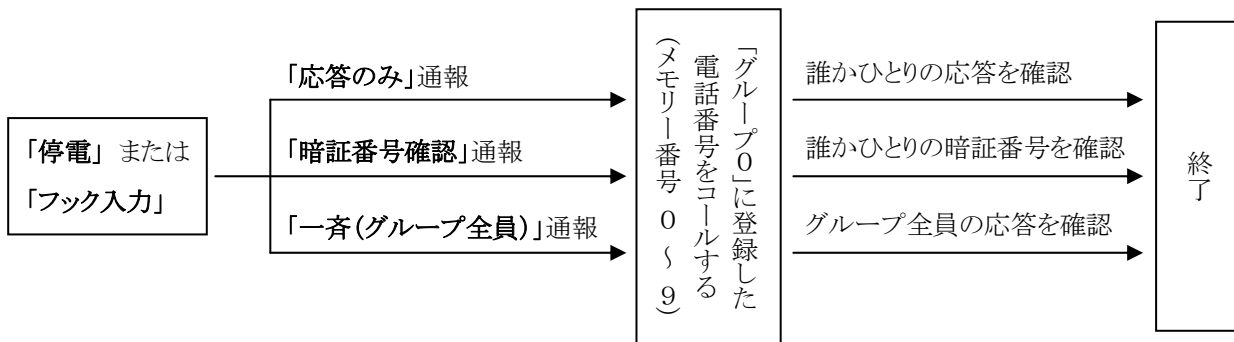 「停電」 または
「フック入力」
「応答のみ」通報
「暗証番号確認」通報
「一斉(グループ全員)」通報
「グループ0」に登録した
電話番号をコールする
(メモリー番号 0~9)
誰かひとりの応答を確認
誰かひとりの暗証番号を確認
グループ全員の応答を確認
終了